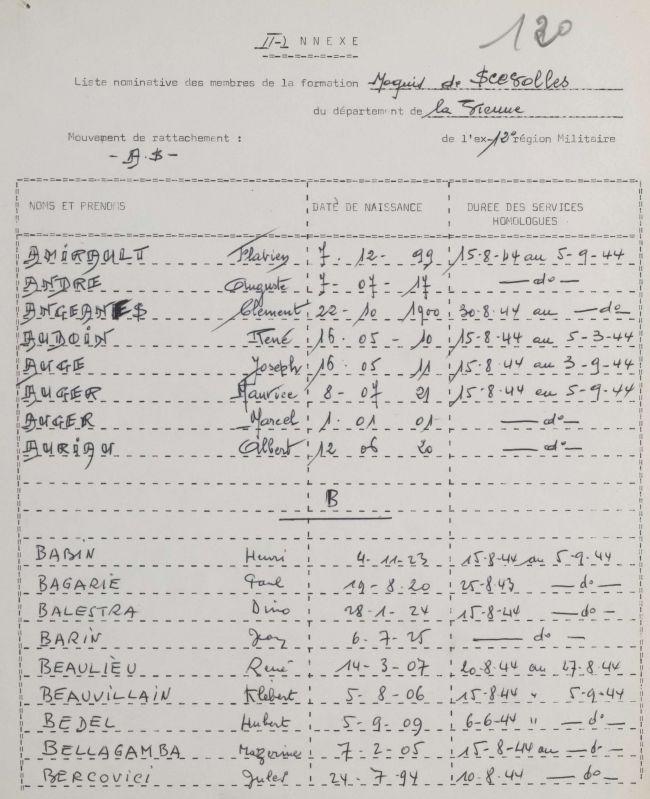 120
II-2 NNEXE
Liste nominative des membres de la formation Maquis de Scevolles
du département de la Vienne
Mouvement de rattachement : de l'ex-12° région Militaire
- A.S -
NOMS ET PRENOMS DATE DE NAISSANCE DUREE DES SERVICES
HOMOLOGUES
AMIRAULT Flavien 7. 12- 99 15-8-44 au 5-9-44
ANDRE Auguste 7- 07- 17 — do —
ANGEANES Clément 22- 10 1900 30-8-44 au — do —
AUDOIN René 16. 05 - 10 15-8-44 au 5-3-44
AUGE Joseph 16. 05 11 15-8-44 au 3-9-44
AUGER Maurice 8 - 07 21 15-8-44 au 5-9-44
AUGER Marcel 1. 01 01 — do —
AURIAU Gilbert 12 06 20 — do —
B
BABIN Henri 4-11-23 15-8-44 au 5-9-44
BAGARIE Paul 19-8-20 25-8-43 — do —
BALESTRA Dino 28-1-24 15-8-44 — do —
BARIN Jean 6-7-25 — do —
BEAULIEU René 14-3-07 20-8-44 au 27-8-44
BEAUVILLAIN Klébert 5-8-06 15-8-44 " 5-9-44
BEDEL Hubert 5-9-09 6-6-44 " — do —
BELLAGAMBA 7-2-05 15-8-44 au — d —
BERCOVICI Jules 24-7-94 10-8-44 — do —